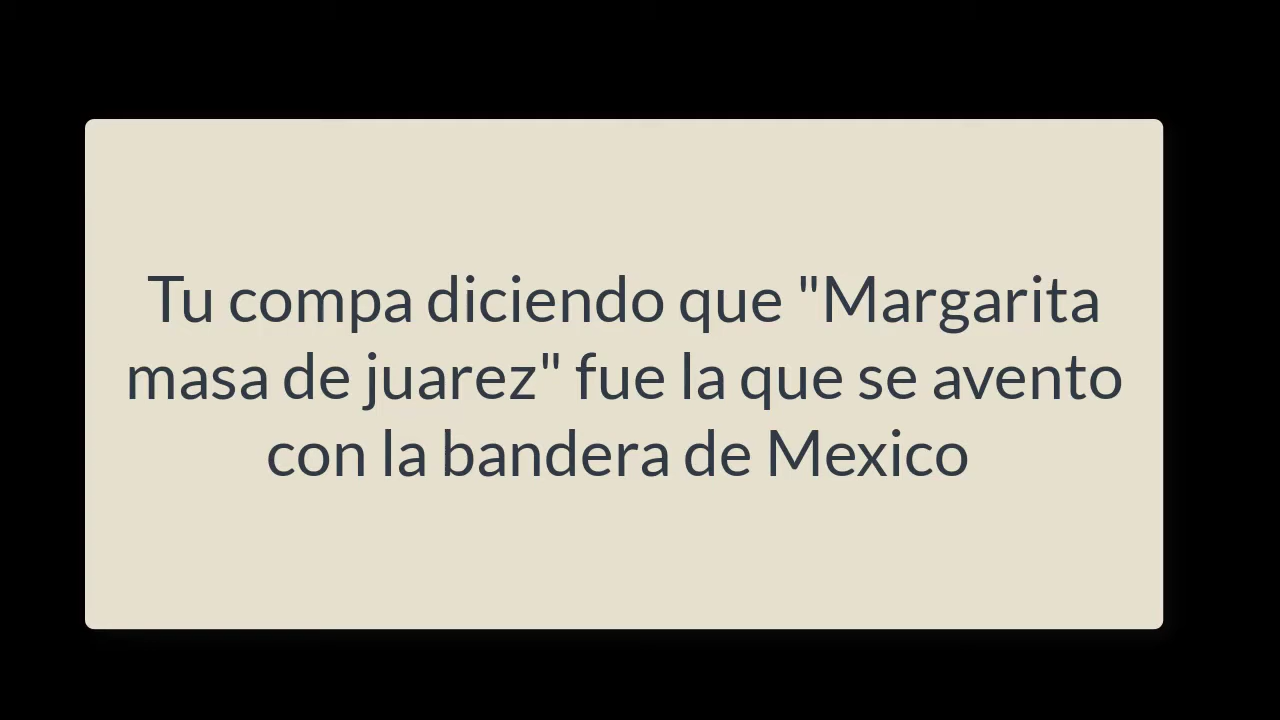 Tu compa diciendo que "Margarita
masa de juarez" fue la que se avento
con la bandera de Mexico